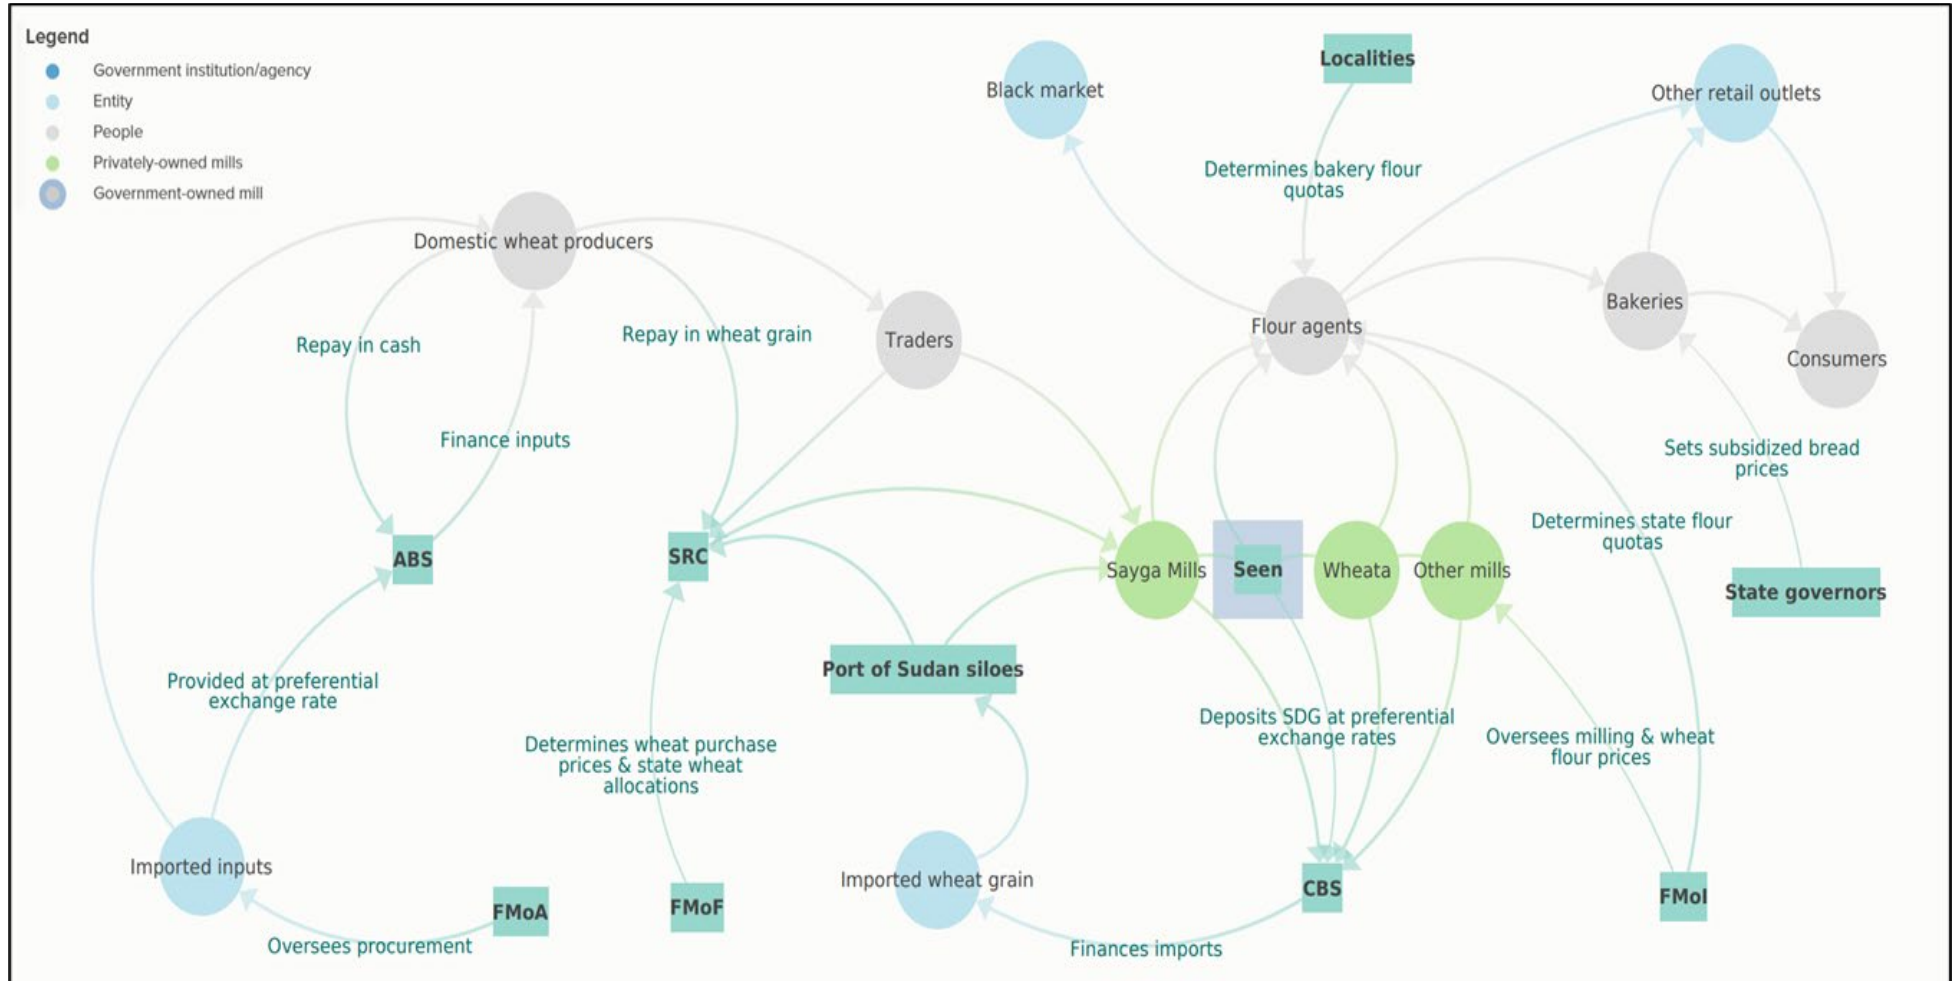 Legend
Government institution/agency
Entity
People
Privately-owned mills
Government-owned mill
Black market
Localities
Other retail outlets
Determines bakery flour
quotas
Domestic wheat producers
Repay in cash
Repay in wheat grain
Traders
Flour agents
Bakeries
Consumers
Finance inputs
Sets subsidized bread
prices
Determines state flour
quotas
ABS
SRC
Sayga Mills
Seen
Wheata
Other mills
State governors
Provided at preferential
exchange rate
Port of Sudan siloes
Determines wheat purchase
prices & state wheat
allocations
Deposits SDG at preferential
exchange rates
Oversees milling & wheat
flour prices
Imported inputs
FMoA
FMoF
Imported wheat grain
CBS
FMoI
Oversees procurement
Finances imports